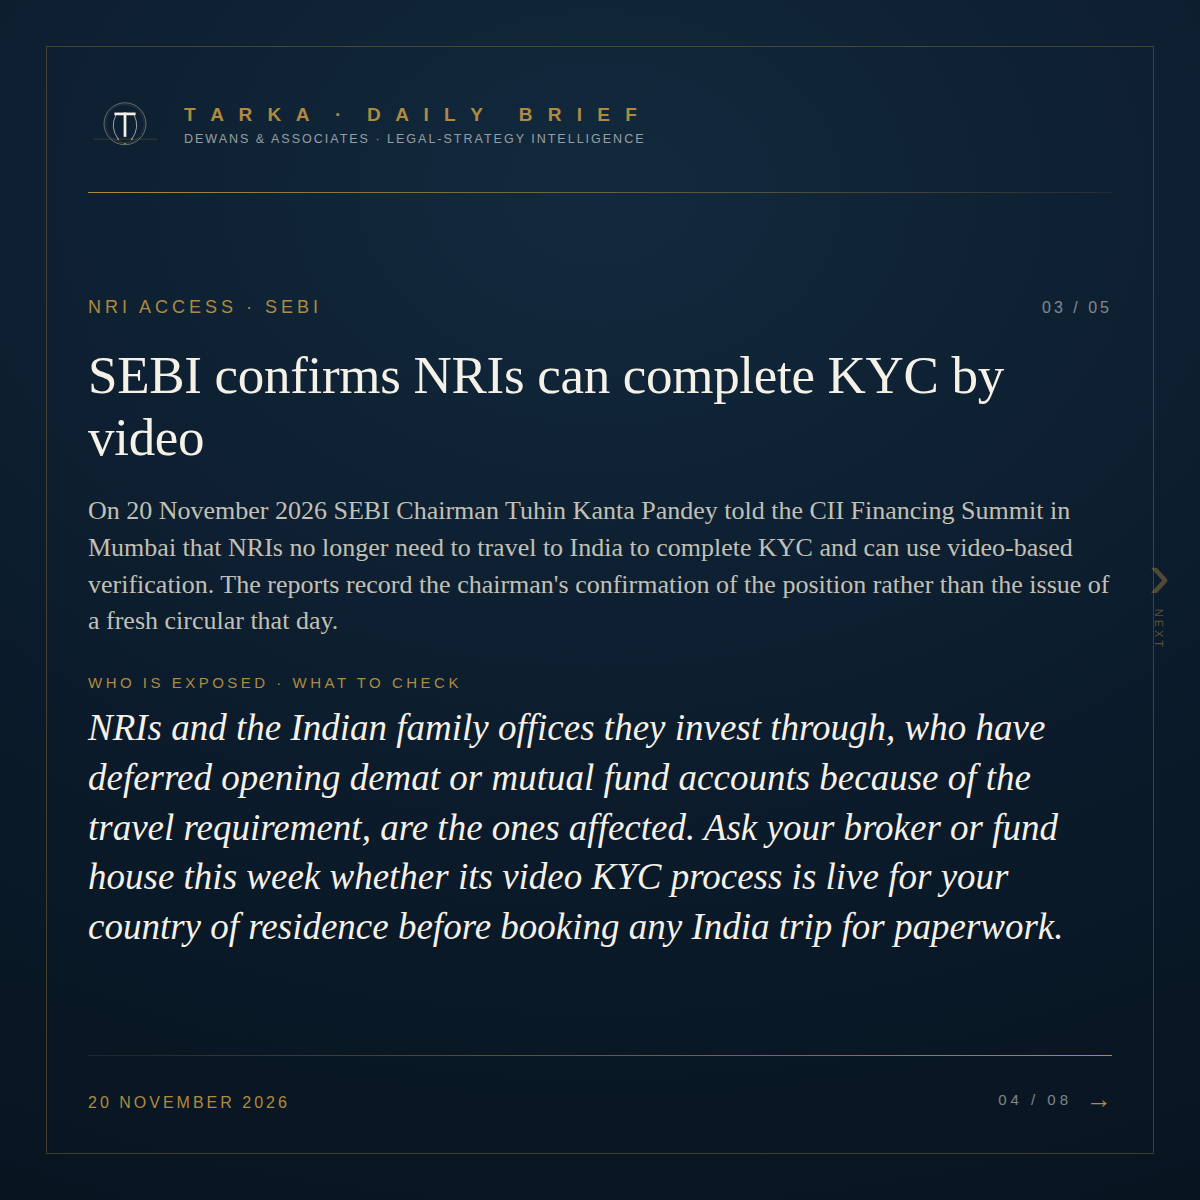 T
TARKA · DAILY BRIEF
DEWANS & ASSOCIATES · LEGAL-STRATEGY INTELLIGENCE
NRI ACCESS · SEBI
03 / 05
SEBI confirms NRIs can complete KYC by
video
On 20 November 2026 SEBI Chairman Tuhin Kanta Pandey told the CII Financing Summit in
Mumbai that NRIs no longer need to travel to India to complete KYC and can use video-based
verification. The reports record the chairman's confirmation of the position rather than the issue of
a fresh circular that day.
NEXT
WHO IS EXPOSED · WHAT TO CHECK
NRIs and the Indian family offices they invest through, who have
deferred opening demat or mutual fund accounts because of the
travel requirement, are the ones affected. Ask your broker or fund
house this week whether its video KYC process is live for your
country of residence before booking any India trip for paperwork.
20 NOVEMBER 2026
04 / 08 →